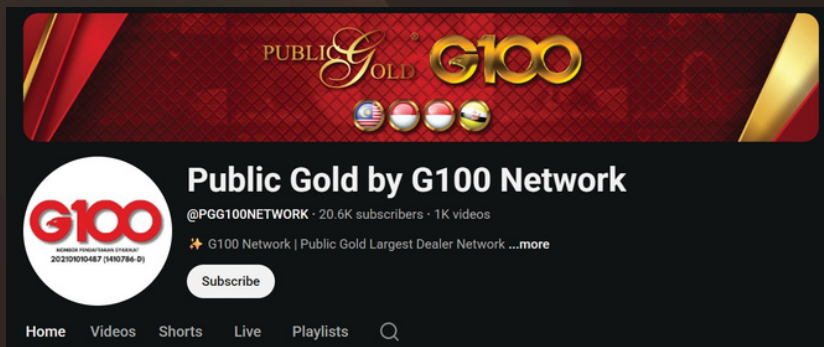 PUBLIC GOLD ® G100
Public Gold by G100 Network
G100
NOMBOR PENDAFTARAN SYARIKAT
202101010487 (1410786-D)
@PGG100NETWORK · 20.6K subscribers · 1K videos
✨ G100 Network | Public Gold Largest Dealer Network ...more
Subscribe
Home Videos Shorts Live Playlists